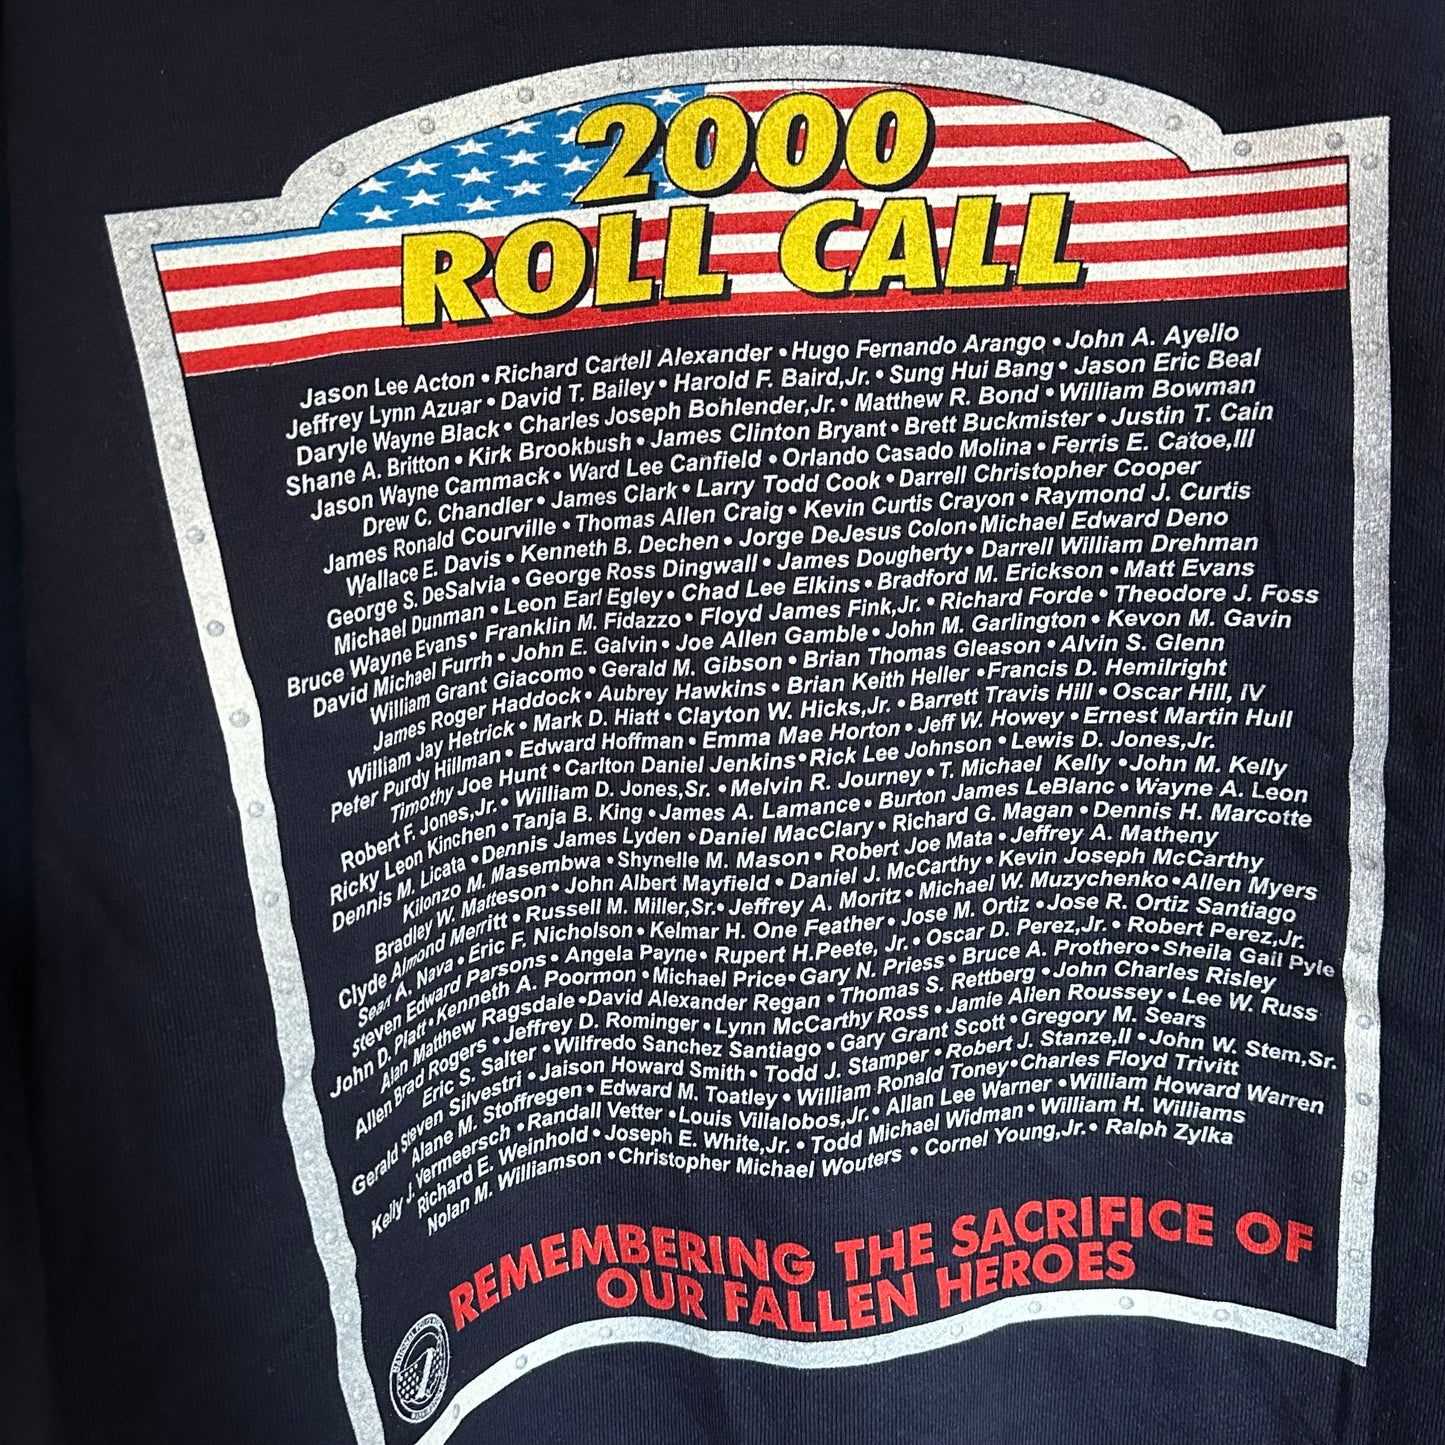 2000
ROLL CALL
Jason Lee Acton • Richard Cartell Alexander • Hugo Fernando Arango • John A. Ayello
Jeffrey Lynn Azuar • David T. Bailey • Harold F. Baird,Jr. • Sung Hui Bang • Jason Eric Beal
Daryle Wayne Black • Charles Joseph Bohlender,Jr. • Matthew R. Bond • William Bowman
Shane A. Britton • Kirk Brookbush • James Clinton Bryant • Brett Buckmister • Justin T. Cain
Jason Wayne Cammack • Ward Lee Canfield • Orlando Casado Molina • Ferris E. Catoe,III
Drew C. Chandler • James Clark • Larry Todd Cook • Darrell Christopher Cooper
James Ronald Courville • Thomas Allen Craig • Kevin Curtis Crayon • Raymond J. Curtis
Wallace E. Davis • Kenneth B. Dechen • Jorge DeJesus Colon • Michael Edward Deno
George S. DeSalvia • George Ross Dingwall • James Dougherty • Darrell William Drehman
Michael Dunman • Leon Earl Egley • Chad Lee Elkins • Bradford M. Erickson • Matt Evans
Bruce Wayne Evans • Franklin M. Fidazzo • Floyd James Fink,Jr. • Richard Forde • Theodore J. Foss
David Michael Furrh • John E. Galvin • Joe Allen Gamble • John M. Garlington • Kevon M. Gavin
William Grant Giacomo • Gerald M. Gibson • Brian Thomas Gleason • Alvin S. Glenn
James Roger Haddock • Aubrey Hawkins • Brian Keith Heller • Francis D. Hemilright
William Jay Hetrick • Mark D. Hiatt • Clayton W. Hicks,Jr. • Barrett Travis Hill • Oscar Hill, IV
Peter Purdy Hillman • Edward Hoffman • Emma Mae Horton • Jeff W. Howey • Ernest Martin Hull
Timothy Joe Hunt • Carlton Daniel Jenkins • Rick Lee Johnson • Lewis D. Jones,Jr.
Robert F. Jones,Jr. • William D. Jones,Sr. • Melvin R. Journey • T. Michael Kelly • John M. Kelly
Ricky Leon Kinchen • Tanja B. King • James A. Lamance • Burton James LeBlanc • Wayne A. Leon
Dennis M. Licata • Dennis James Lyden • Daniel MacClary • Richard G. Magan • Dennis H. Marcotte
Kilonzo M. Masembwa • Shynelle M. Mason • Robert Joe Mata • Jeffrey A. Matheny
Bradley W. Matteson • John Albert Mayfield • Daniel J. McCarthy • Kevin Joseph McCarthy
Clyde Almond Merritt • Russell M. Miller,Sr. • Jeffrey A. Moritz • Michael W. Muzychenko • Allen Myers
Sean A. Nava • Eric F. Nicholson • Kelmar H. One Feather • Jose M. Ortiz • Jose R. Ortiz Santiago
Steven Edward Parsons • Angela Payne • Rupert H.Peete, Jr. • Oscar D. Perez,Jr. • Robert Perez,Jr.
John D. Platt • Kenneth A. Poormon • Michael Price • Gary N. Priess • Bruce A. Prothero • Sheila Gail Pyle
Alan Matthew Ragsdale • David Alexander Regan • Thomas S. Rettberg • John Charles Risley
Allen Brad Rogers • Jeffrey D. Rominger • Lynn McCarthy Ross • Jamie Allen Roussey • Lee W. Russ
Eric S. Salter • Wilfredo Sanchez Santiago • Gary Grant Scott • Gregory M. Sears
Gerald Steven Silvestri • Jaison Howard Smith • Todd J. Stamper • Robert J. Stanze,II • John W. Stem,Sr.
Alane M. Stoffregen • Edward M. Toatley • William Ronald Toney • Charles Floyd Trivitt
Kelly J. Vermeersch • Randall Vetter • Louis Villalobos,Jr. • Allan Lee Warner • William Howard Warren
Richard E. Weinhold • Joseph E. White,Jr. • Todd Michael Widman • William H. Williams
Nolan M. Williamson • Christopher Michael Wouters • Cornel Young,Jr. • Ralph Zylka
REMEMBERING THE SACRIFICE OF
OUR FALLEN HEROES